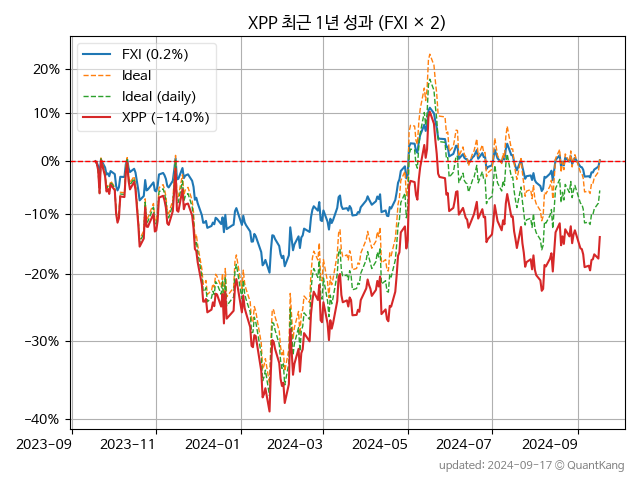 XPP 최근 1년 성과 (FXI × 2)
FXI (0.2%)
Ideal
Ideal (daily)
XPP (−14.0%)
20%
10%
0%
−10%
−20%
−30%
−40%
2023-09 2023-11 2024-01 2024-03 2024-05 2024-07 2024-09
updated: 2024-09-17 © QuantKang